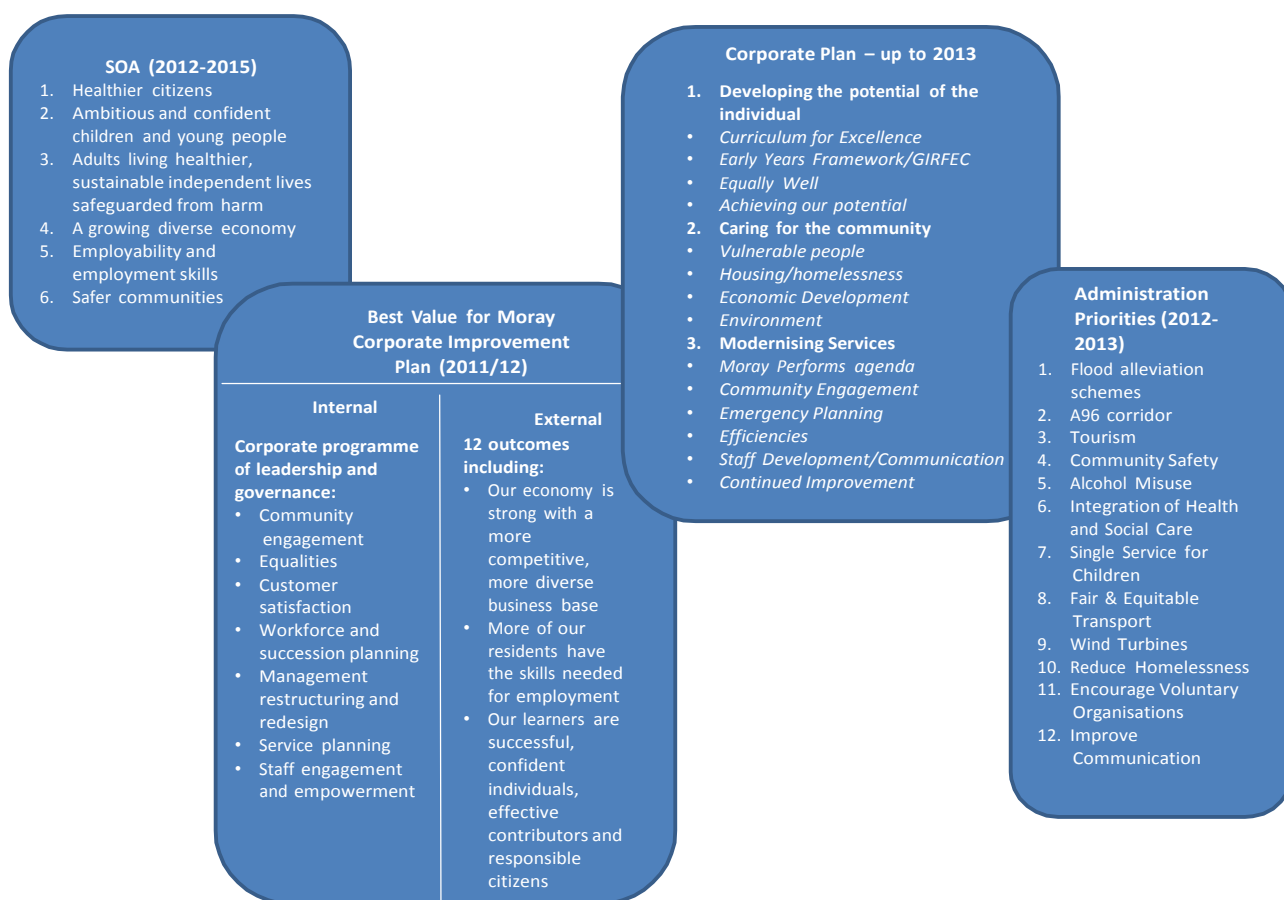 SOA (2012-2015)
1. Healthier citizens
2. Ambitious and confident
children and young people
3. Adults living healthier,
sustainable independent lives
safeguarded from harm
4. A growing diverse economy
5. Employability and
employment skills
6. Safer communities
Best Value for Moray
Corporate Improvement
Plan (2011/12)
Internal
Corporate programme
of leadership and
governance:
• Community
engagement
• Equalities
• Customer
satisfaction
• Workforce and
succession planning
• Management
restructuring and
redesign
• Service planning
• Staff engagement
and empowerment
External
12 outcomes
including:
• Our economy is
strong with a
more
competitive,
more diverse
business base
• More of our
residents have
the skills needed
for employment
• Our learners are
successful,
confident
individuals,
effective
contributors and
responsible
citizens
Corporate Plan – up to 2013
1. Developing the potential of the
individual
• Curriculum for Excellence
• Early Years Framework/GIRFEC
• Equally Well
• Achieving our potential
2. Caring for the community
• Vulnerable people
• Housing/homelessness
• Economic Development
• Environment
3. Modernising Services
• Moray Performs agenda
• Community Engagement
• Emergency Planning
• Efficiencies
• Staff Development/Communication
• Continued Improvement
Administration
Priorities (2012-
2013)
1. Flood alleviation
schemes
2. A96 corridor
3. Tourism
4. Community Safety
5. Alcohol Misuse
6. Integration of Health
and Social Care
7. Single Service for
Children
8. Fair & Equitable
Transport
9. Wind Turbines
10. Reduce Homelessness
11. Encourage Voluntary
Organisations
12. Improve
Communication